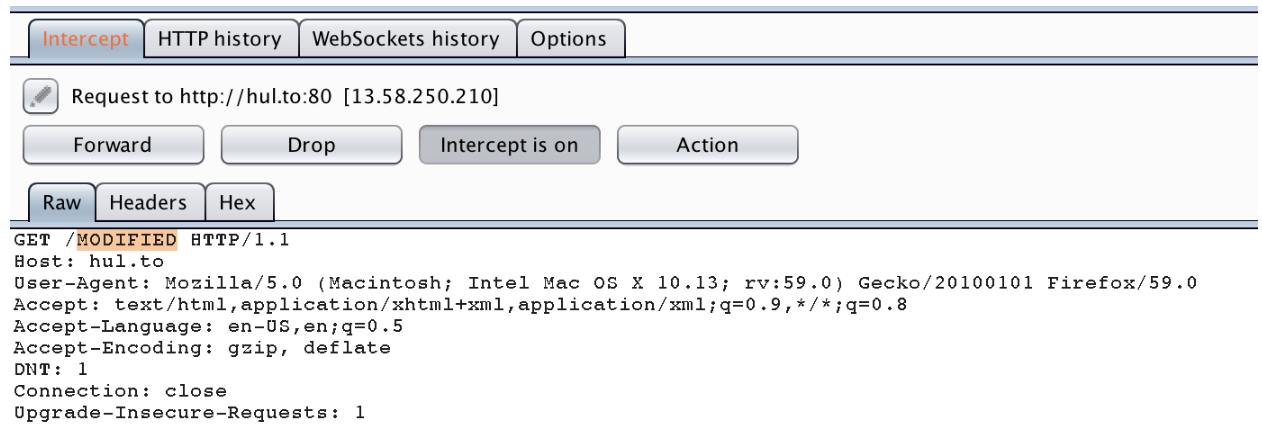 Intercept HTTP history WebSockets history Options
Request to http://hul.to:80 [13.58.250.210]
Forward Drop Intercept is on Action
Raw Headers Hex
GET /MODIFIED HTTP/1.1
Host: hul.to
User-Agent: Mozilla/5.0 (Macintosh; Intel Mac OS X 10.13; rv:59.0) Gecko/20100101 Firefox/59.0
Accept: text/html,application/xhtml+xml,application/xml;q=0.9,*/*;q=0.8
Accept-Language: en-US,en;q=0.5
Accept-Encoding: gzip, deflate
DNT: 1
Connection: close
Upgrade-Insecure-Requests: 1